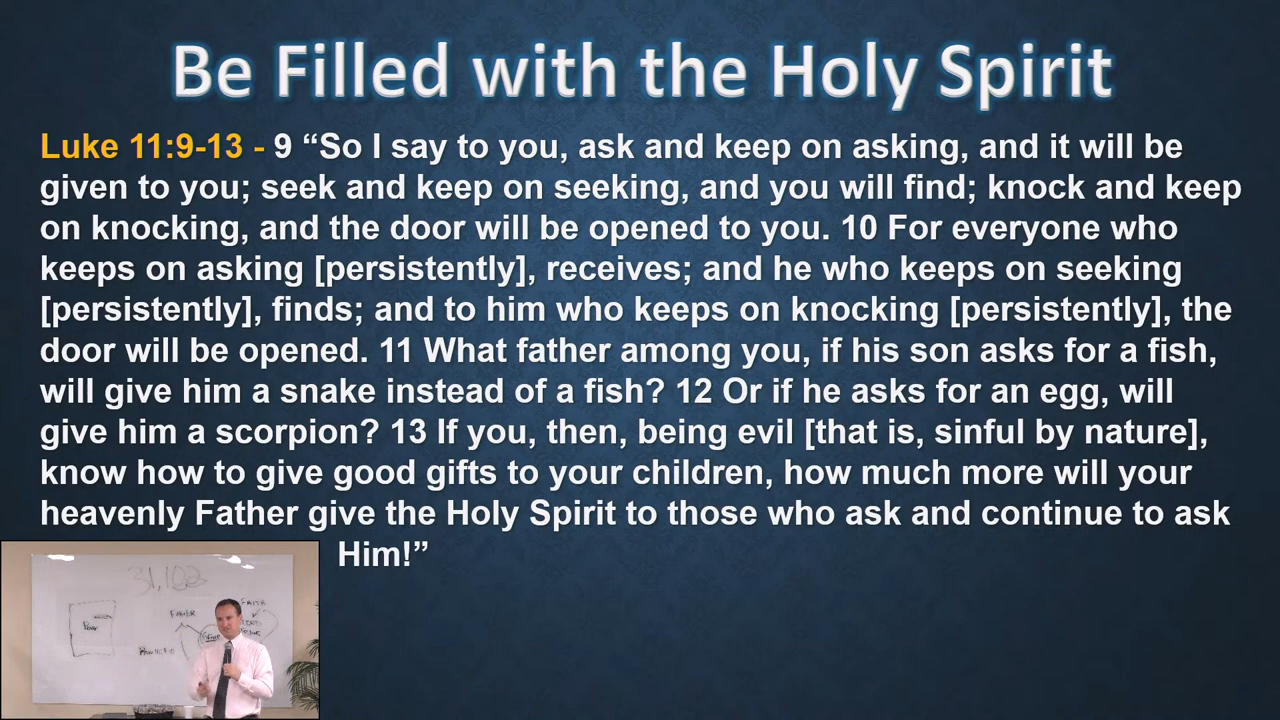 Be Filled with the Holy Spirit
Luke 11:9-13 - 9 “So I say to you, ask and keep on asking, and it will be
given to you; seek and keep on seeking, and you will find; knock and keep
on knocking, and the door will be opened to you. 10 For everyone who
keeps on asking [persistently], receives; and he who keeps on seeking
[persistently], finds; and to him who keeps on knocking [persistently], the
door will be opened. 11 What father among you, if his son asks for a fish,
will give him a snake instead of a fish? 12 Or if he asks for an egg, will
give him a scorpion? 13 If you, then, being evil [that is, sinful by nature],
know how to give good gifts to your children, how much more will your
heavenly Father give the Holy Spirit to those who ask and continue to ask
Him!”
31,102
FAITH